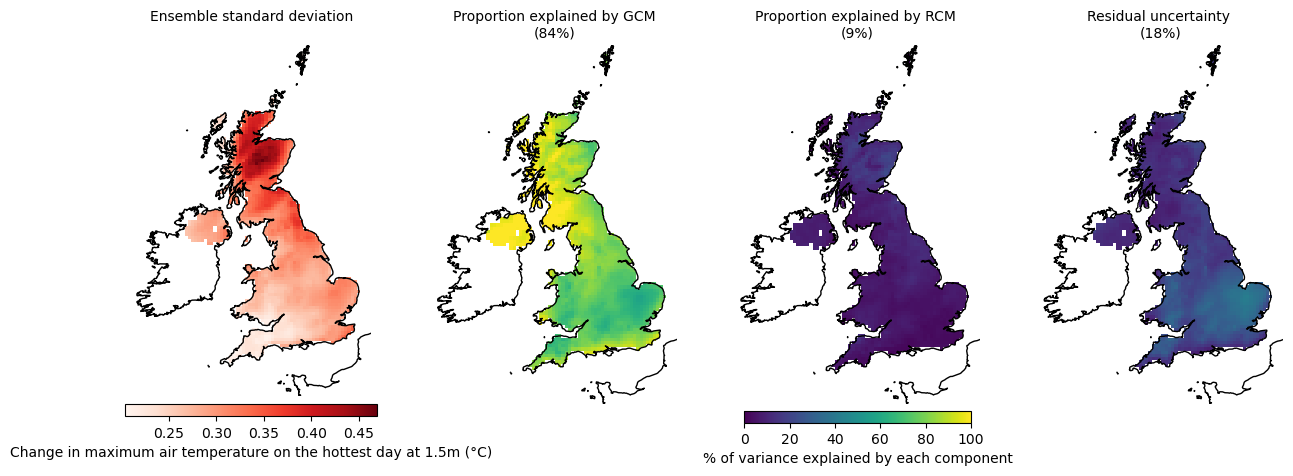 Ensemble standard deviation
Proportion explained by GCM
(84%)
Proportion explained by RCM
(9%)
Residual uncertainty
(18%)
0.25 0.30 0.35 0.40 0.45
Change in maximum air temperature on the hottest day at 1.5m (°C)
0 20 40 60 80 100
% of variance explained by each component